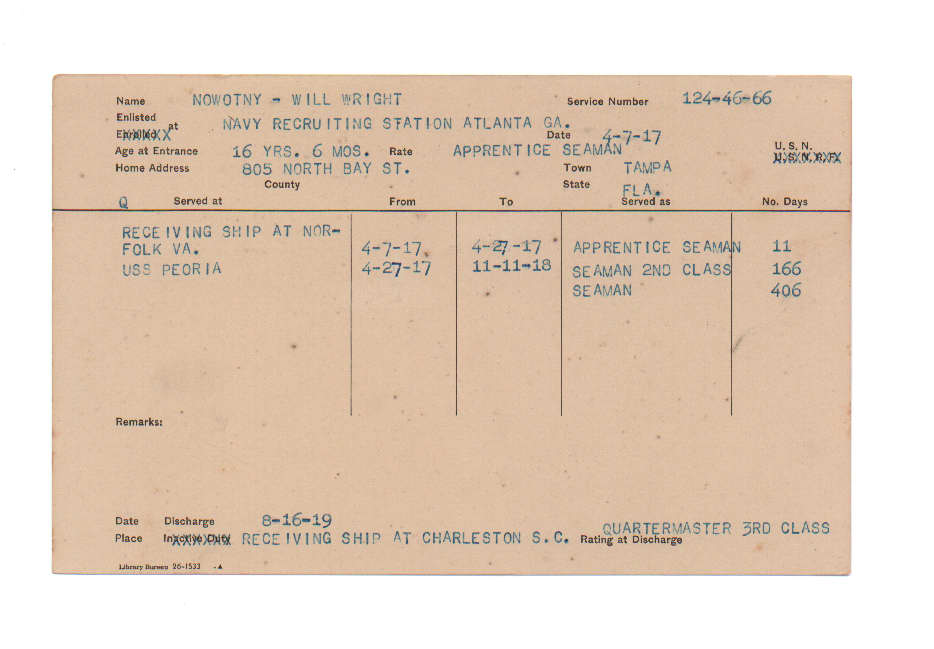 Name NOWOTNY - WILL WRIGHT Service Number 124-46-66
Enlisted
Enrolled at NAVY RECRUITING STATION ATLANTA GA. Date 4-7-17
Age at Entrance 16 YRS. 6 MOS. Rate APPRENTICE SEAMAN U. S. N.
U. S. N. R. F.
Home Address 805 NORTH BAY ST. Town TAMPA
County State FLA.
Q Served at From To Served as No. Days
RECEIVING SHIP AT NOR-
FOLK VA. 4-7-17 4-27-17 APPRENTICE SEAMAN 11
USS PEORIA 4-27-17 11-11-18 SEAMAN 2ND CLASS 166
SEAMAN 406
Remarks:
Date Discharge 8-16-19
Place Inactive Duty RECEIVING SHIP AT CHARLESTON S.C. Rating at Discharge QUARTERMASTER 3RD CLASS
Library Bureau 26-1533 -▲